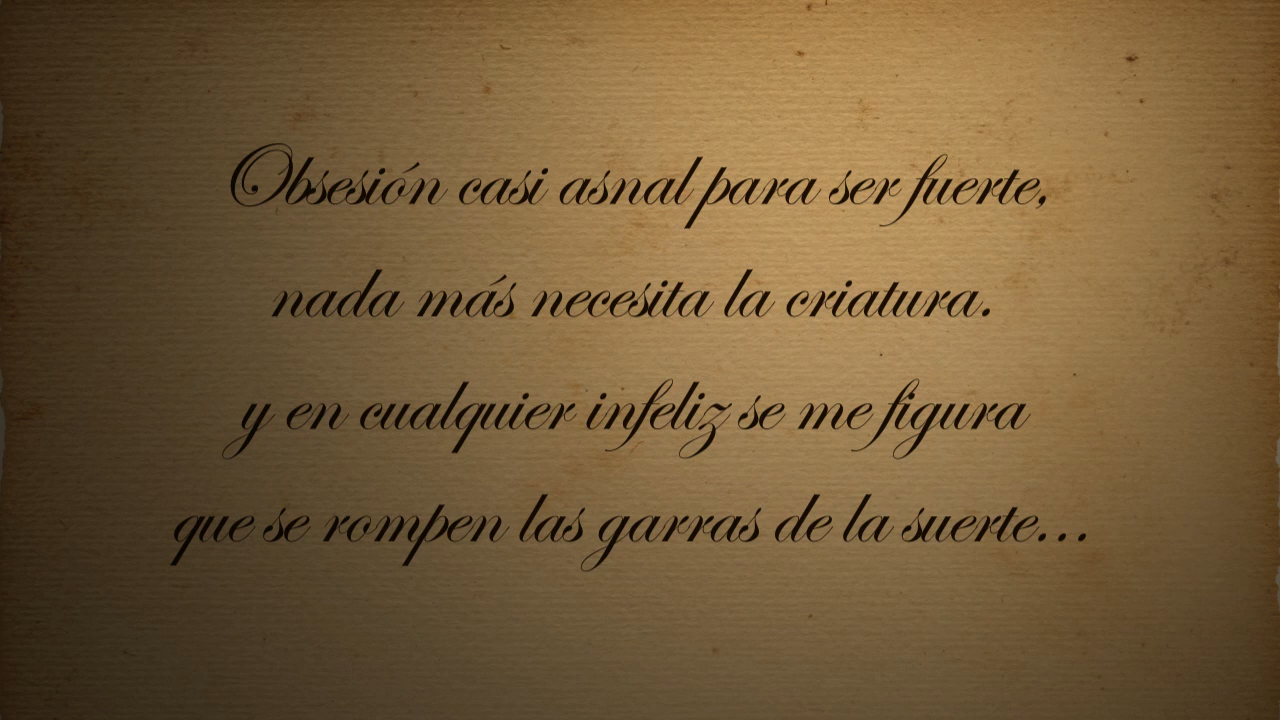 Obsesión casi asnal para ser fuerte,
nada más necesita la criatura.
y en cualquier infeliz se me figura
que se rompen las garras de la suerte...